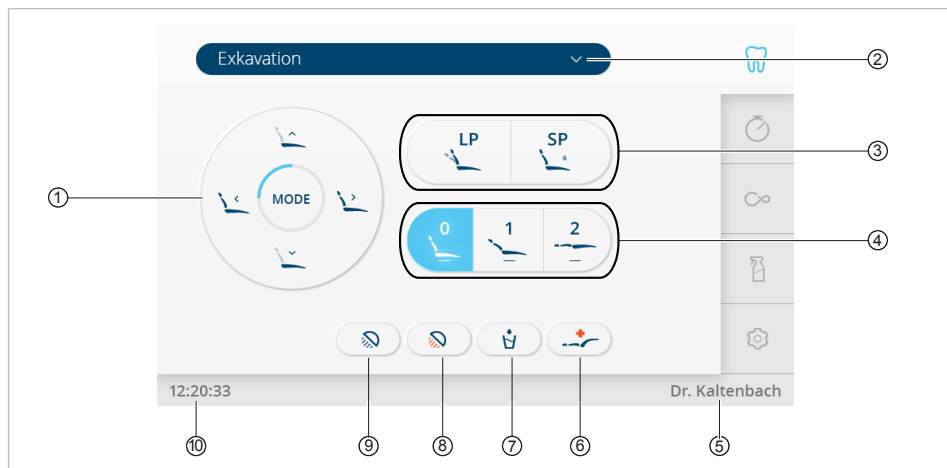 Exkavation
②
LP SP
③
MODE
①
0 1 2
④
12:20:33
Dr. Kaltenbach
⑩ ⑨ ⑧ ⑦ ⑥ ⑤